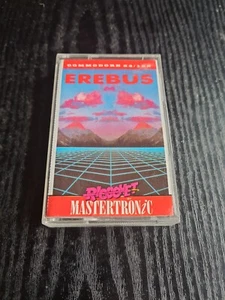 COMMODORE 64/128
EREBUS
RICOCHET
MASTERTRONIC